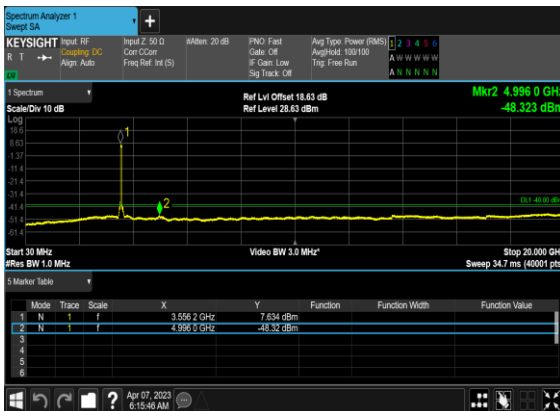 Spectrum Analyzer 1
Swept SA
+
KEYSIGHT Input: RF Input Z: 50 Ω #Atten: 20 dB PNO: Fast Avg Type: Power (RMS) 1 2 3 4 5 6
R T Coupling: DC Corr CCorr Gate: Off Avg|Hold: 100/100 A W W W W W
Align: Auto Freq Ref: Int (S) IF Gain: Low Trig: Free Run
LV Sig Track: Off A N N N N N
1 Spectrum Ref Lvl Offset 18.63 dB Mkr2 4.996 0 GHz
Scale/Div 10 dB Ref Level 28.63 dBm -48.323 dBm
Log
18.6
8.63
-1.37
-11.4
-21.4
-31.4
-41.4
-51.4
-61.4
1
2
DL1 -40.00 dBm
Start 30 MHz Video BW 3.0 MHz* Stop 20.000 GHz
#Res BW 1.0 MHz Sweep 34.7 ms (40001 pts)
5 Marker Table
Mode Trace Scale X Y Function Function Width Function Value
1 N 1 f 3.556 2 GHz 7.634 dBm
2 N 1 f 4.996 0 GHz -48.32 dBm
3
4
5
6
? Apr 07, 2023
6:15:46 AM